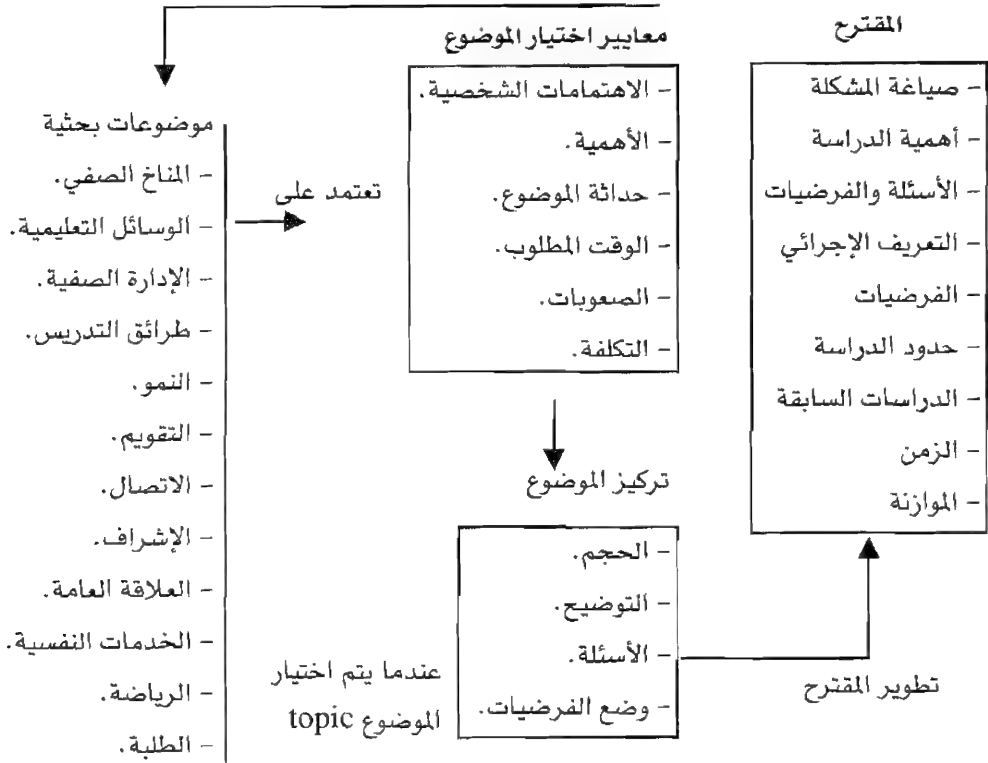 المقترح
- صياغة المشكلة
- أهمية الدراسة
- الأسئلة والفرضيات
- التعريف الإجرائي
- الفرضيات
- حدود الدراسة
- الدراسات السابقة
- الزمن
- الموازنة
معايير اختيار الموضوع
- الاهتمامات الشخصية.
- الأهمية.
- حداثة الموضوع.
- الوقت المطلوب.
- الصعوبات.
- التكلفة.
تعتمد على
موضوعات بحثية
- المناخ الصفي.
- الوسائل التعليمية.
- الإدارة الصفية.
- طرائق التدريس.
- النمو.
- التقويم.
- الاتصال.
- الإشراف.
- العلاقة العامة.
- الخدمات النفسية.
- الرياضة.
- الطلبة.
تركيز الموضوع
- الحجم.
- التوضيح.
- الأسئلة.
- وضع الفرضيات.
عندما يتم اختيار
الموضوع topic
تطوير المقترح